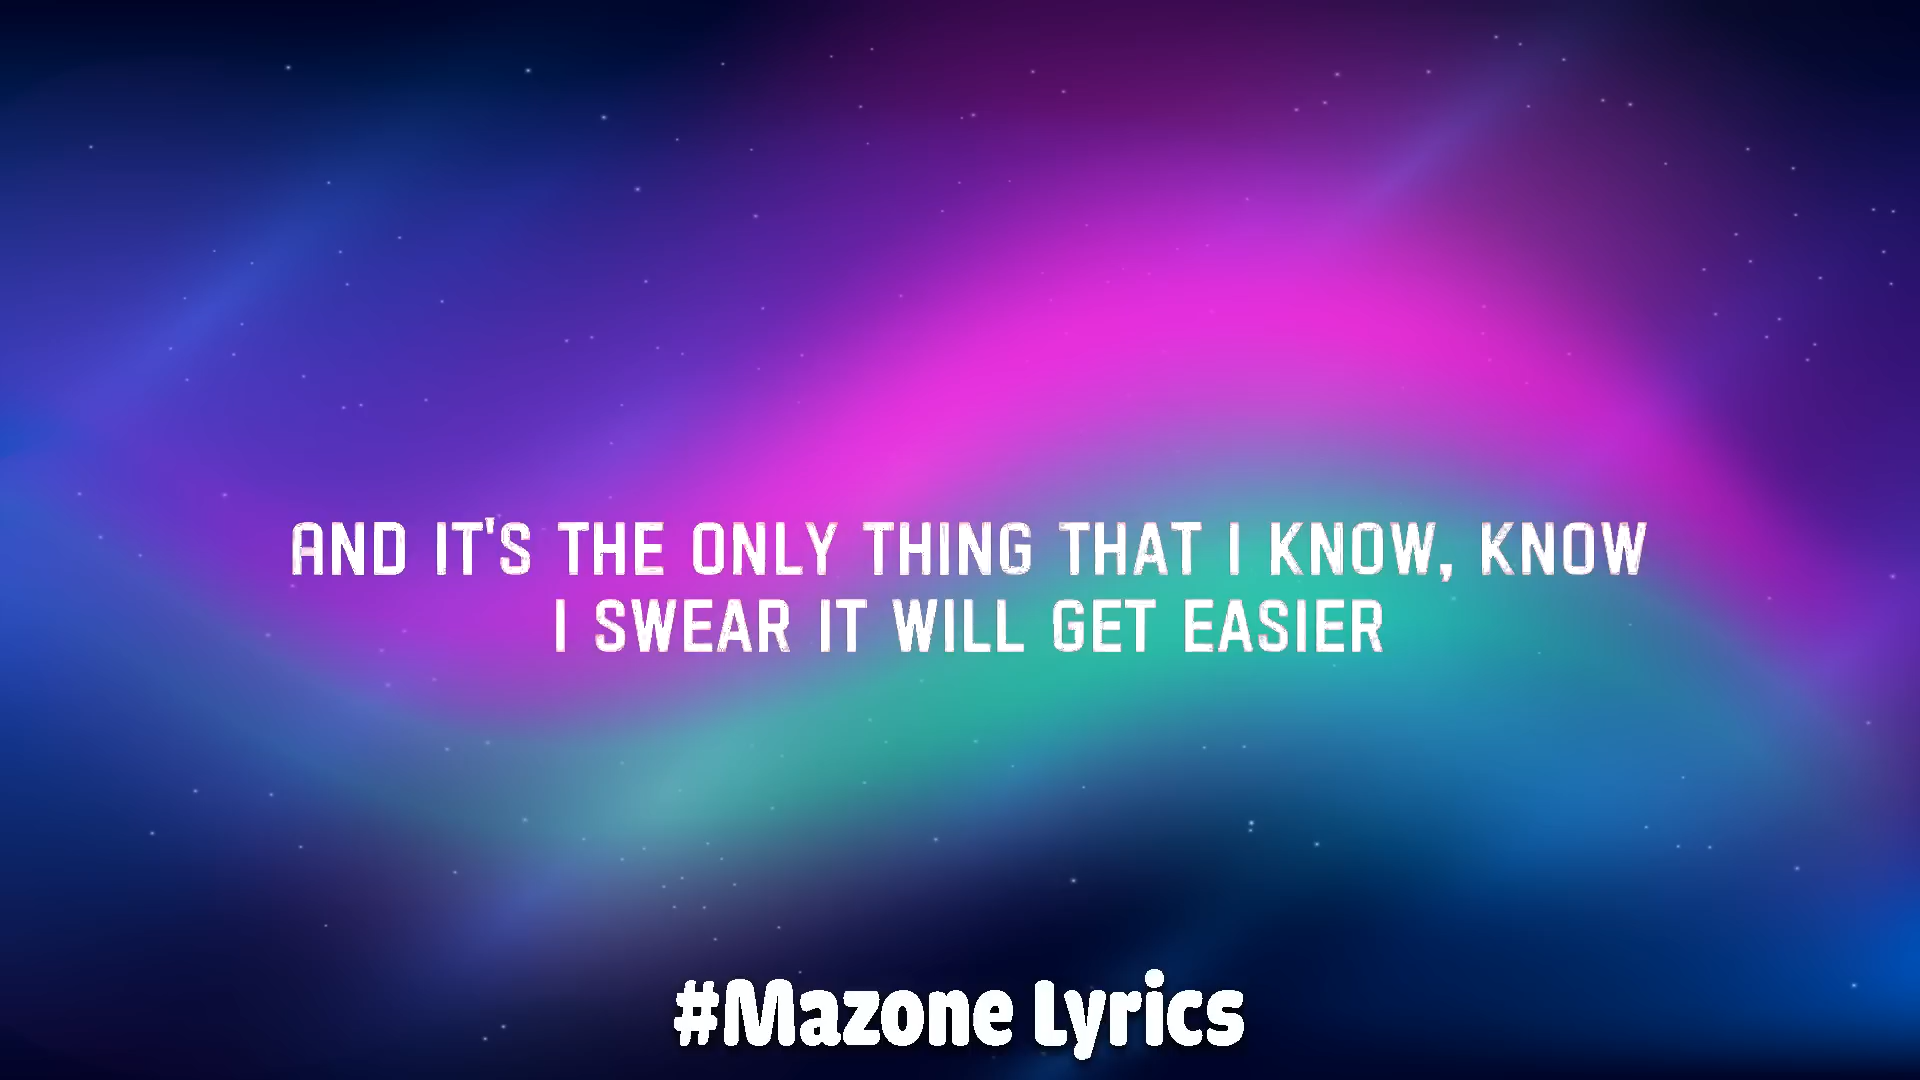 AND IT'S THE ONLY THING THAT I KNOW, KNOW
I SWEAR IT WILL GET EASIER
#Mazone Lyrics